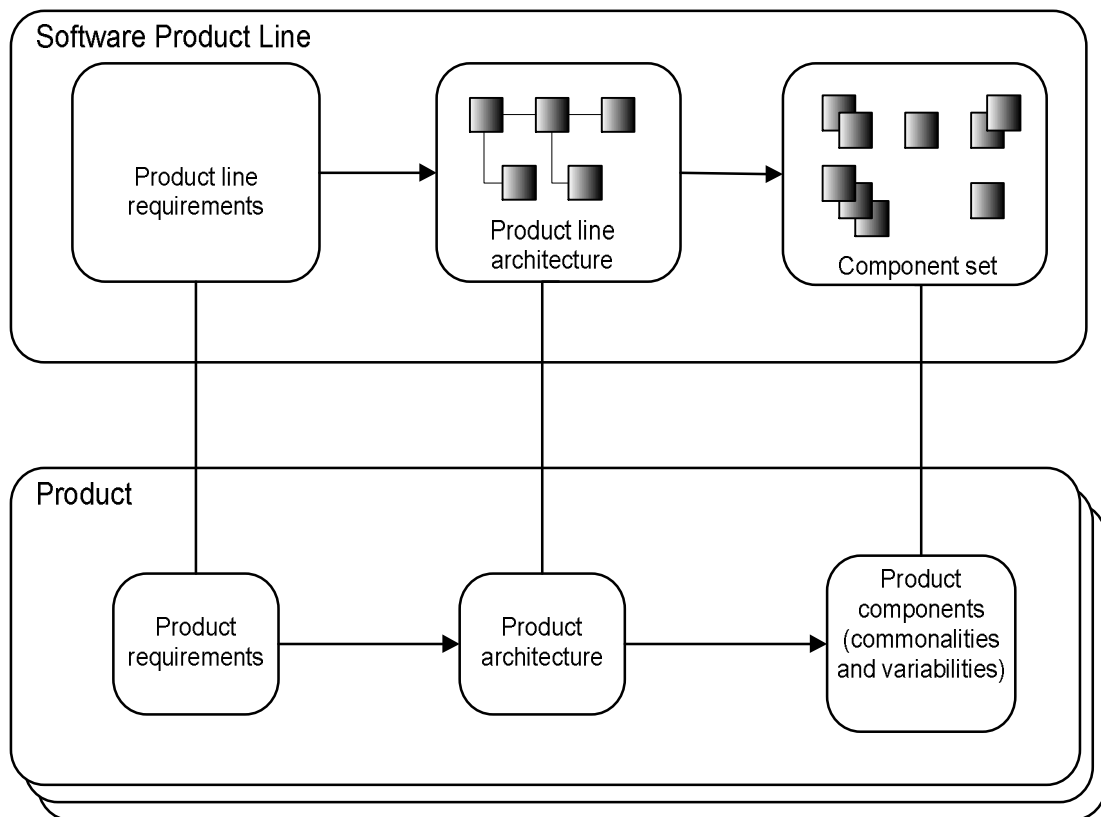 Software Product Line
Product line
requirements
Product line
architecture
Component set
Product
Product
requirements
Product
architecture
Product
components
(commonalities
and variabilities)